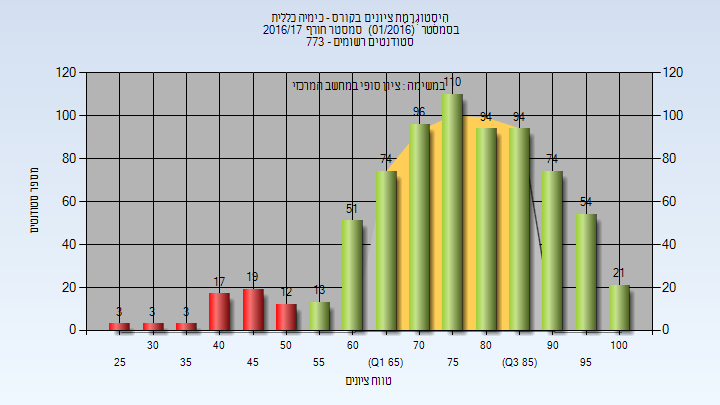 היסטוגרמת ציונים בקורס - כימיה כללית
בסמסטר (01/2016) סמסטר חורף 2016/17
סטודנטים רשומים - 773
במשימה : ציון סופי במחשב המרכזי
120
100
80
60
40
20
0
מספר סטודנטים
120
100
80
60
40
20
0
3 3 3 17 19 12 13 51 74 96 110 94 94 74 54 21
30 40 50 60 70 80 90 100
25 35 45 55 (Q1 65) 75 (Q3 85) 95
טווח ציונים